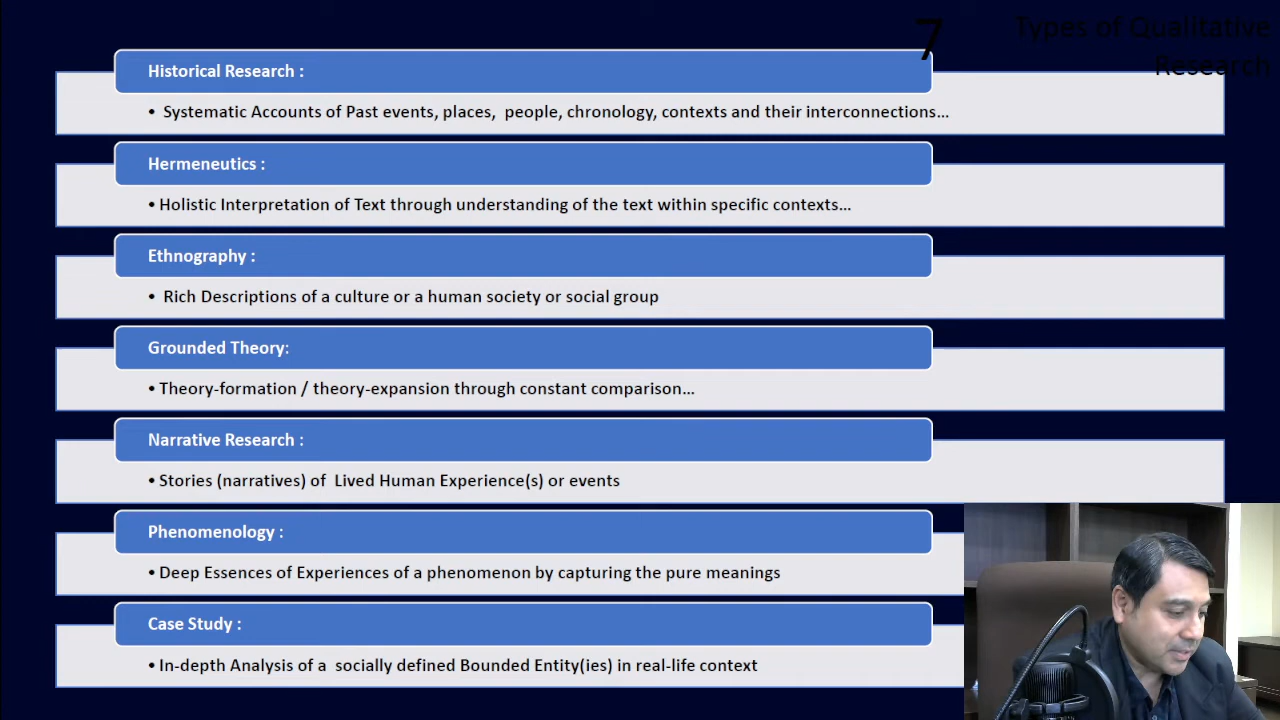 7 Types of Qualitative
Research
Historical Research :
• Systematic Accounts of Past events, places, people, chronology, contexts and their interconnections...
Hermeneutics :
• Holistic Interpretation of Text through understanding of the text within specific contexts...
Ethnography :
• Rich Descriptions of a culture or a human society or social group
Grounded Theory:
• Theory-formation / theory-expansion through constant comparison...
Narrative Research :
• Stories (narratives) of Lived Human Experience(s) or events
Phenomenology :
• Deep Essences of Experiences of a phenomenon by capturing the pure meanings
Case Study :
• In-depth Analysis of a socially defined Bounded Entity(ies) in real-life context